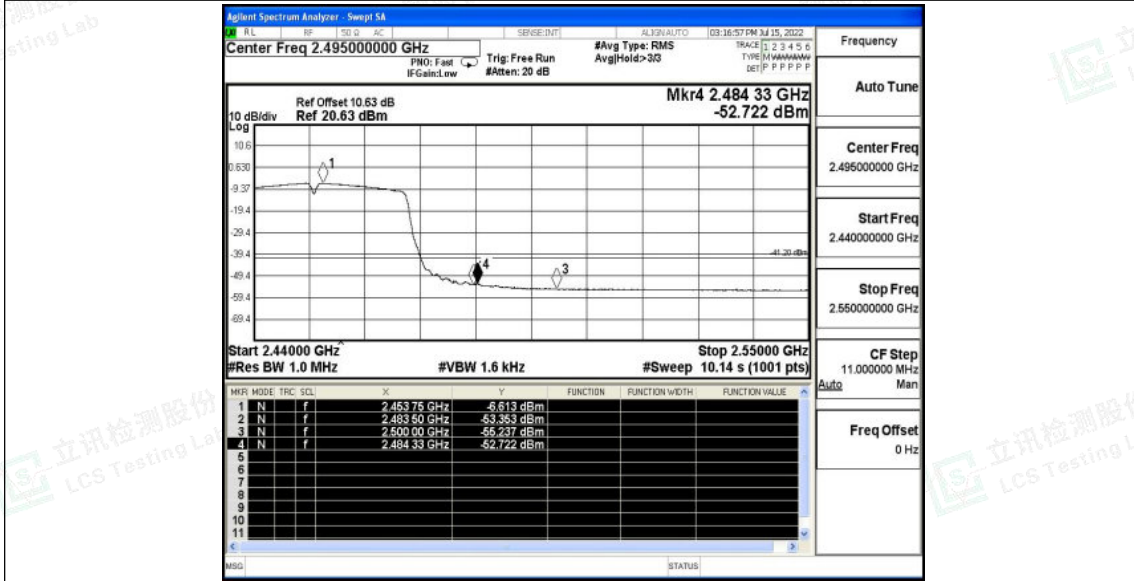 Agilent Spectrum Analyzer - Swept SA
RL RF 50 Ω AC SENSE:INT ALIGNAUTO 03:16:57 PM Jul 15, 2022
Center Freq 2.495000000 GHz
#Avg Type: RMS
TRACE 1 2 3 4 5 6
PNO: Fast
Trig: Free Run
Avg|Hold:>3/3
TYPE M WWWWW
IFGain:Low
#Atten: 20 dB
DET P P P P P P
Mkr4 2.484 33 GHz
Ref Offset 10.63 dB
10 dB/div Ref 20.63 dBm
-52.722 dBm
Log
10.6
0.630
-9.37
-19.4
-29.4
-39.4
-49.4
-59.4
-69.4
1
4
3
-41.20 dBm
Start 2.44000 GHz Stop 2.55000 GHz
#Res BW 1.0 MHz #VBW 1.6 kHz #Sweep 10.14 s (1001 pts)
MKR MODE TRC SCL X Y FUNCTION FUNCTION WIDTH FUNCTION VALUE
1 N f 2.453 75 GHz -6.613 dBm
2 N f 2.483 50 GHz -53.353 dBm
3 N f 2.500 00 GHz -55.237 dBm
4 N f 2.484 33 GHz -52.722 dBm
5
6
7
8
9
10
11
MSG STATUS
Frequency
Auto Tune
Center Freq
2.495000000 GHz
Start Freq
2.440000000 GHz
Stop Freq
2.550000000 GHz
CF Step
11.000000 MHz
Auto Man
Freq Offset
0 Hz
立讯检测股份
LCS Testing Lab
立讯检测股份
LCS Testing L
sting Lab